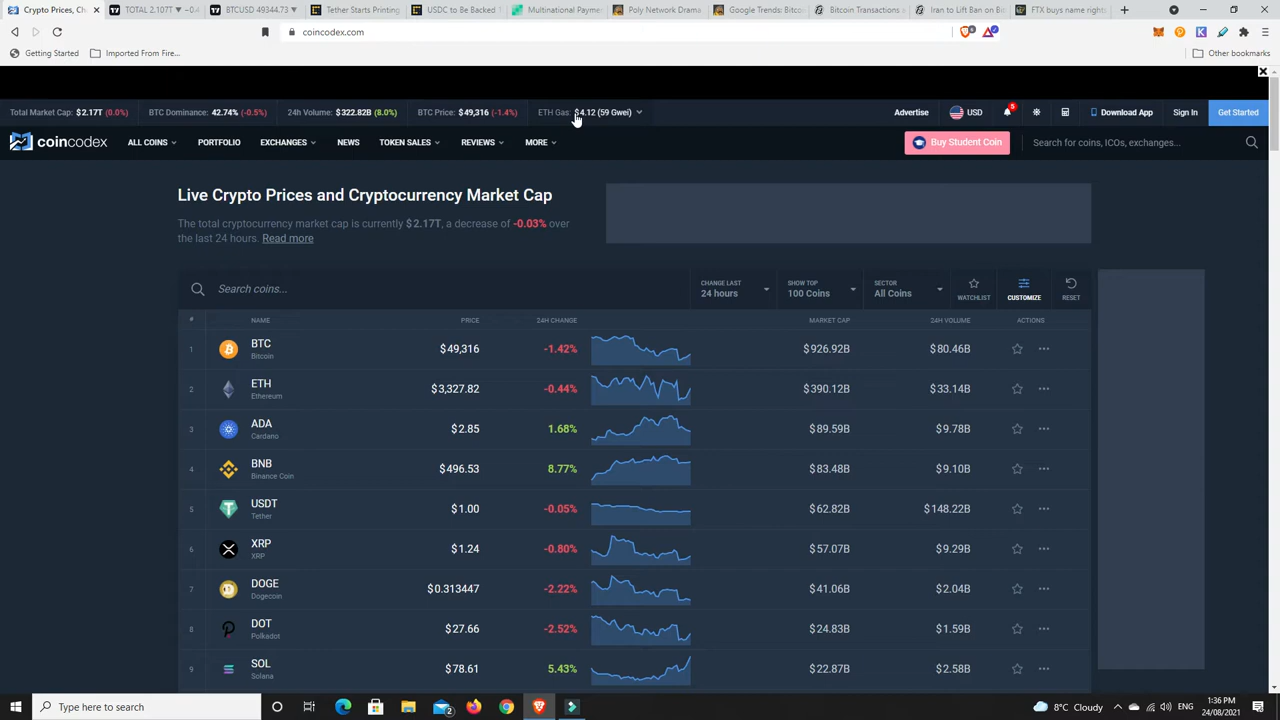 Crypto Prices, Ch
TOTAL 2.107T ▼ −0.4
BTCUSD 49344.73 ▼
Tether Starts Printing
USDC to Be Backed
Multinational Payme
Poly Network Drama
Google Trends: Bitco
Bitcoin Transactions
Iran to Lift Ban on Bi
FTX buys name right
coincodex.com
Getting Started
Imported From Fire...
Other bookmarks
Total Market Cap: $2.17T (0.0%)
BTC Dominance: 42.74% (-0.5%)
24h Volume: $322.82B (8.0%)
BTC Price: $49,316 (-1.4%)
ETH Gas: $4.12 (59 Gwei)
Advertise
USD
5
Download App
Sign In
Get Started
coincodex
ALL COINS
PORTFOLIO
EXCHANGES
NEWS
TOKEN SALES
REVIEWS
MORE
Buy Student Coin
Search for coins, ICOs, exchanges...
Live Crypto Prices and Cryptocurrency Market Cap
The total cryptocurrency market cap is currently $2.17T, a decrease of -0.03% over
the last 24 hours. Read more
Search coins...
CHANGE LAST
24 hours
SHOW TOP
100 Coins
SECTOR
All Coins
WATCHLIST
CUSTOMIZE
RESET
# NAME PRICE 24H CHANGE MARKET CAP 24H VOLUME ACTIONS
1 BTC $49,316 -1.42% $926.92B $80.46B
Bitcoin
2 ETH $3,327.82 -0.44% $390.12B $33.14B
Ethereum
3 ADA $2.85 1.68% $89.59B $9.78B
Cardano
4 BNB $496.53 8.77% $83.48B $9.10B
Binance Coin
5 USDT $1.00 -0.05% $62.82B $148.22B
Tether
6 XRP $1.24 -0.80% $57.07B $9.29B
XRP
7 DOGE $0.313447 -2.22% $41.06B $2.04B
Dogecoin
8 DOT $27.66 -2.52% $24.83B $1.59B
Polkadot
9 SOL $78.61 5.43% $22.87B $2.58B
Solana
Type here to search
2
8°C Cloudy
ENG
1:36 PM
24/08/2021